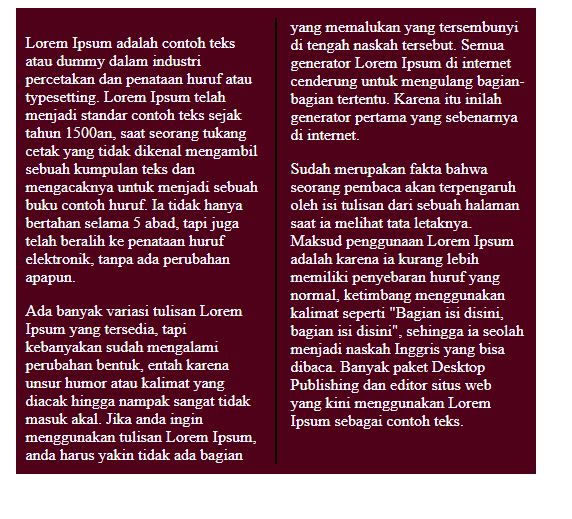 Lorem Ipsum adalah contoh teks
atau dummy dalam industri
percetakan dan penataan huruf atau
typesetting. Lorem Ipsum telah
menjadi standar contoh teks sejak
tahun 1500an, saat seorang tukang
cetak yang tidak dikenal mengambil
sebuah kumpulan teks dan
mengacaknya untuk menjadi sebuah
buku contoh huruf. Ia tidak hanya
bertahan selama 5 abad, tapi juga
telah beralih ke penataan huruf
elektronik, tanpa ada perubahan
apapun.
Ada banyak variasi tulisan Lorem
Ipsum yang tersedia, tapi
kebanyakan sudah mengalami
perubahan bentuk, entah karena
unsur humor atau kalimat yang
diacak hingga nampak sangat tidak
masuk akal. Jika anda ingin
menggunakan tulisan Lorem Ipsum,
anda harus yakin tidak ada bagian
yang memalukan yang tersembunyi
di tengah naskah tersebut. Semua
generator Lorem Ipsum di internet
cenderung untuk mengulang bagian-
bagian tertentu. Karena itu inilah
generator pertama yang sebenarnya
di internet.
Sudah merupakan fakta bahwa
seorang pembaca akan terpengaruh
oleh isi tulisan dari sebuah halaman
saat ia melihat tata letaknya.
Maksud penggunaan Lorem Ipsum
adalah karena ia kurang lebih
memiliki penyebaran huruf yang
normal, ketimbang menggunakan
kalimat seperti "Bagian isi disini,
bagian isi disini", sehingga ia seolah
menjadi naskah Inggris yang bisa
dibaca. Banyak paket Desktop
Publishing dan editor situs web
yang kini menggunakan Lorem
Ipsum sebagai contoh teks.